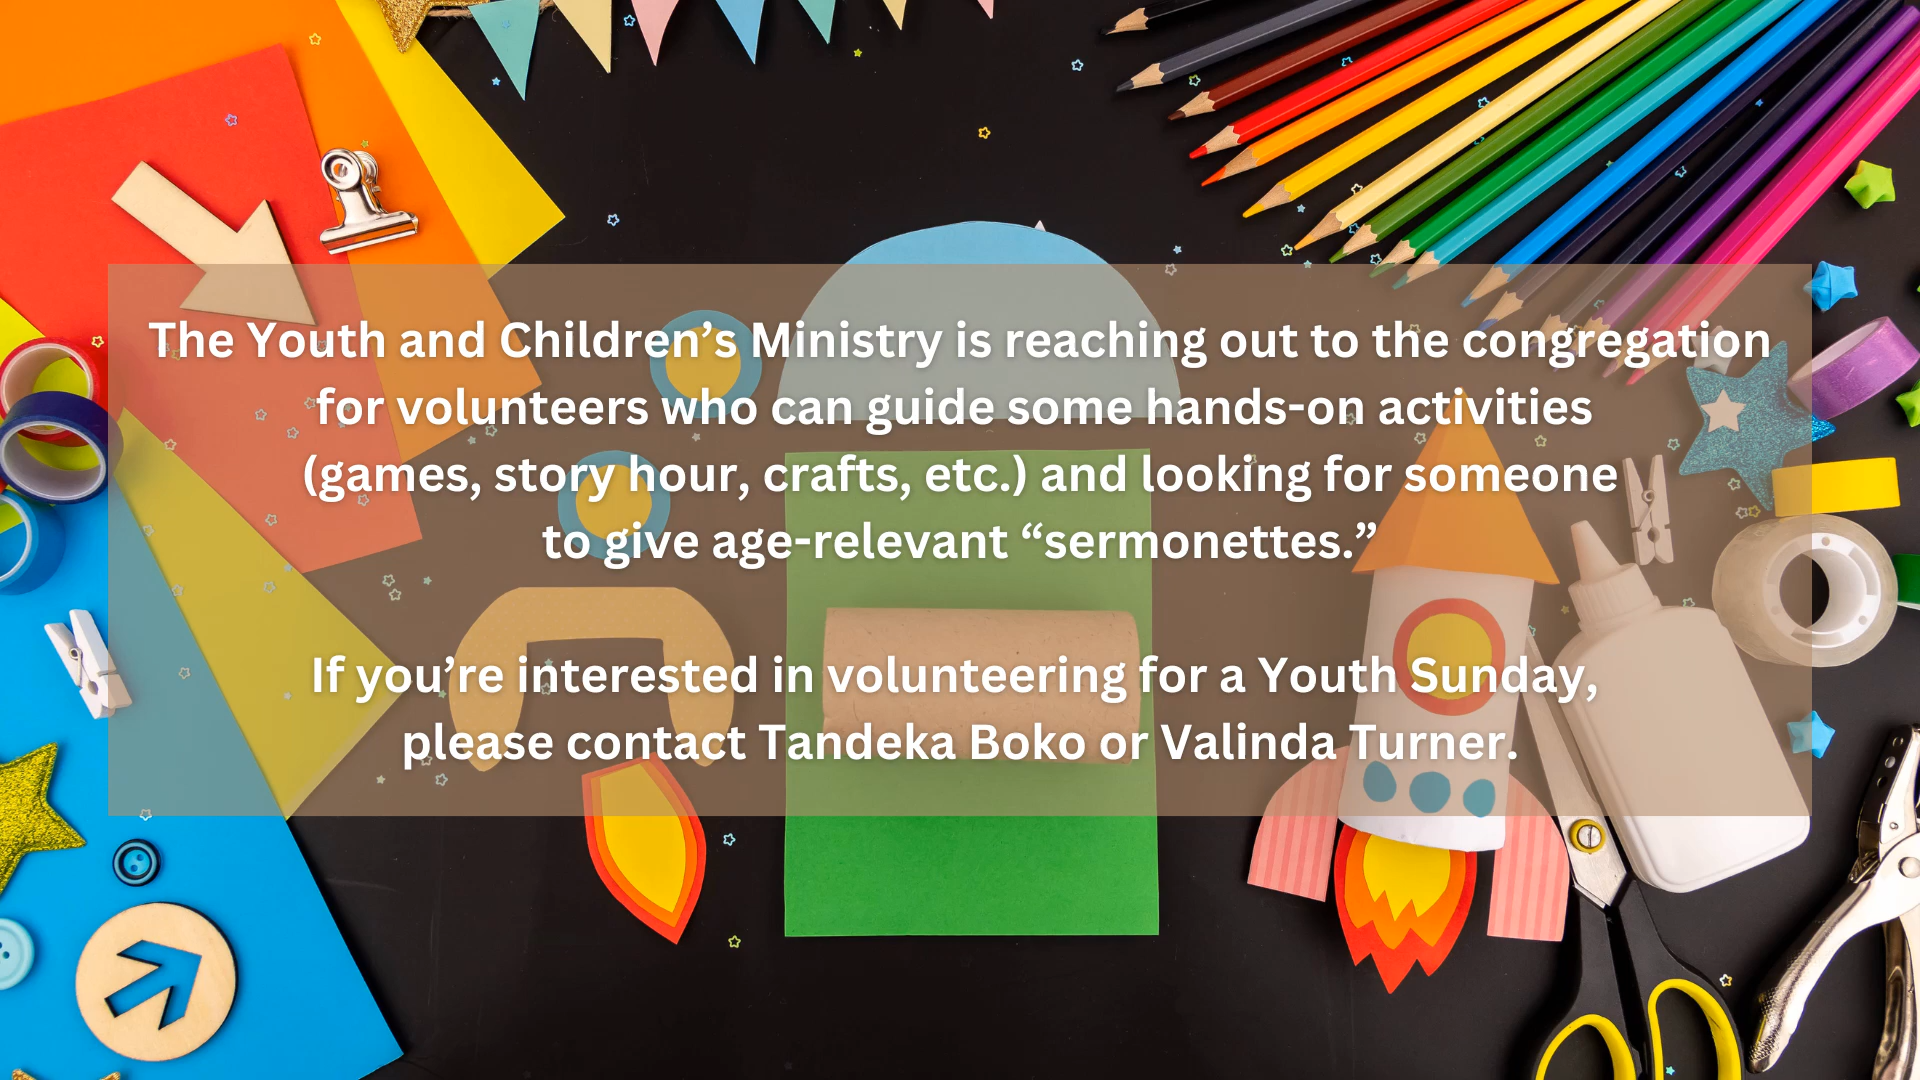 The Youth and Children’s Ministry is reaching out to the congregation
for volunteers who can guide some hands-on activities
(games, story hour, crafts, etc.) and looking for someone
to give age-relevant “sermonettes.”
If you’re interested in volunteering for a Youth Sunday,
please contact Tandeka Boko or Valinda Turner.